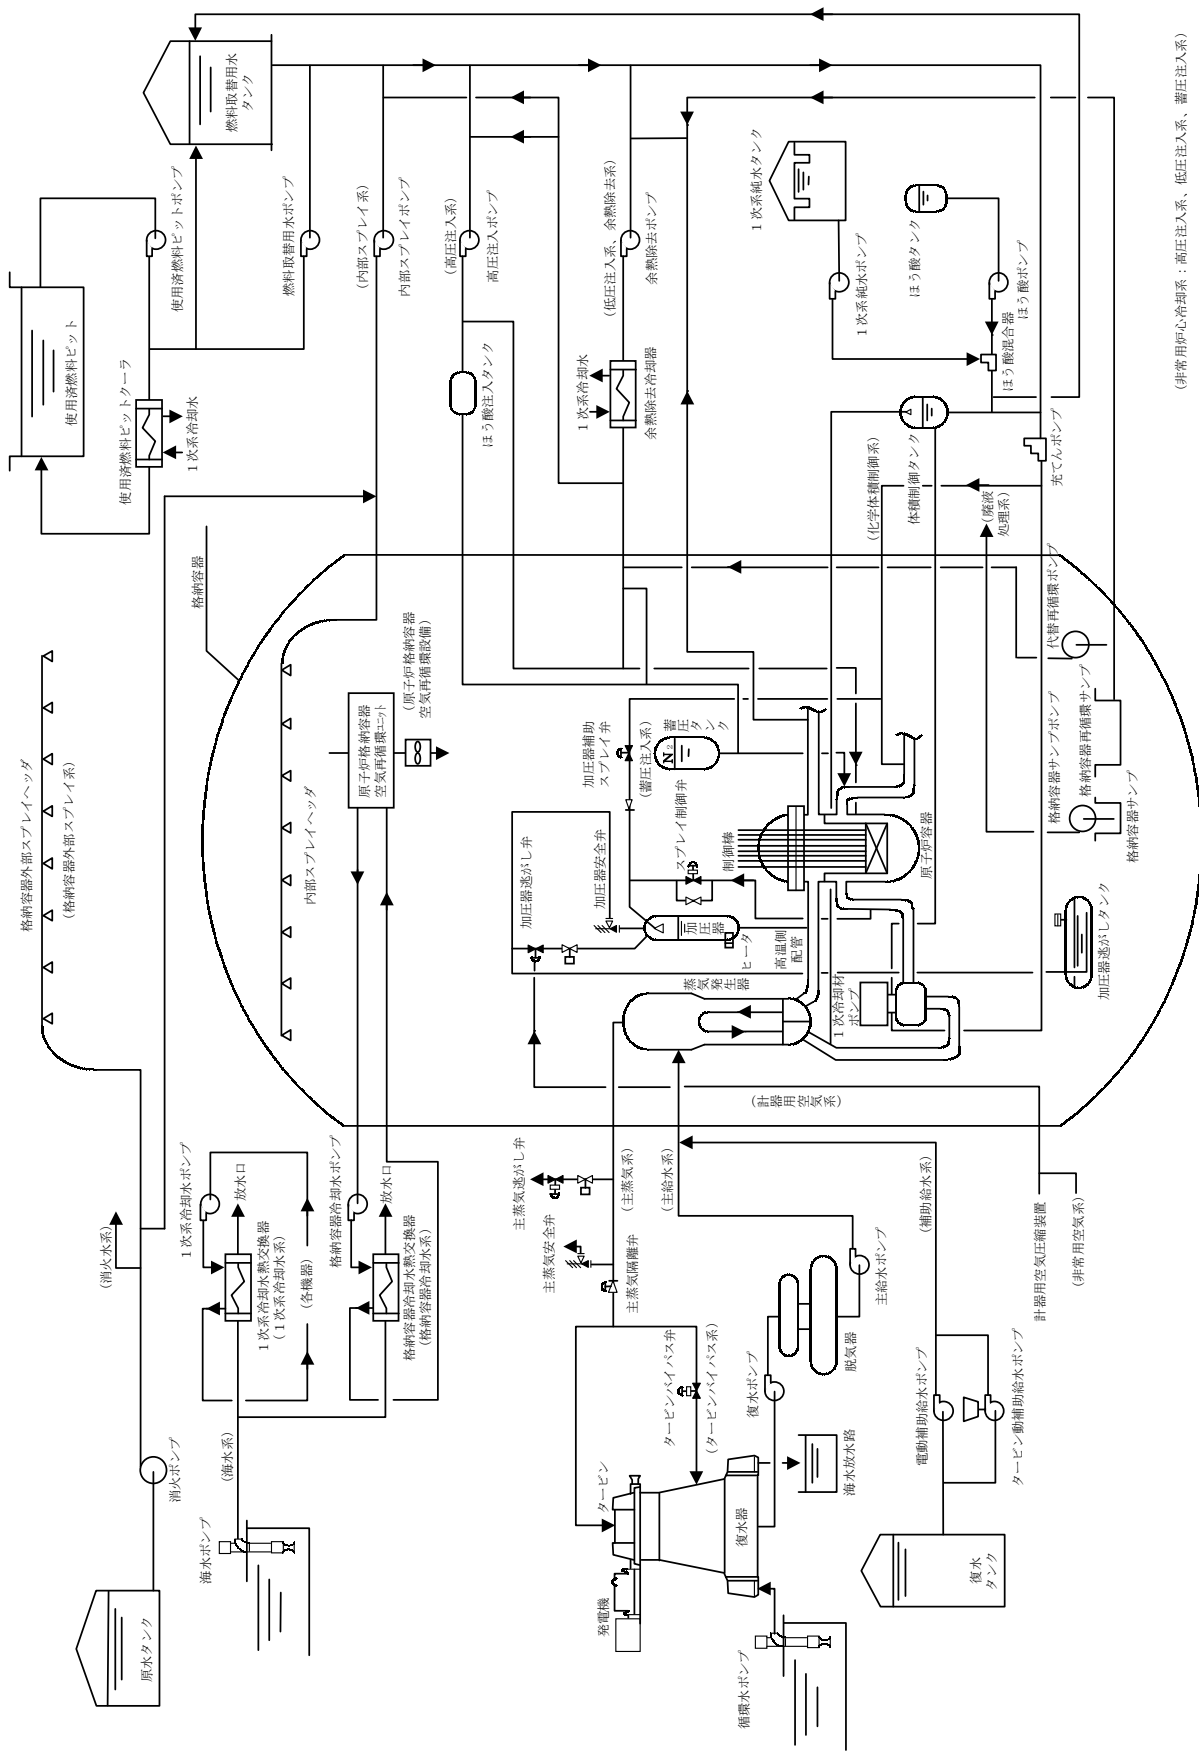 燃料取替用水
タンク
使用済燃料ピットポンプ
燃料取替用水ポンプ
(内部スプレイ系)
内部スプレイポンプ
(高圧注入系)
高圧注入ポンプ
(低圧注入系、余熱除去系)
余熱除去ポンプ
1次系純水タンク
1次系純水ポンプ
ほう酸タンク
ほう酸ポンプ
ほう酸混合器
(非常用炉心冷却系:高圧注入系、低圧注入系、蓄圧注入系)
使用済燃料ピット
使用済燃料ピットクーラ
1次系冷却水
ほう酸注入タンク
1次系冷却水
余熱除去冷却器
(化学体積制御系)
体積制御タンク
充てんポンプ
(廃液
処理系)
格納容器
格納容器外部スプレイヘッダ
(格納容器外部スプレイ系)
内部スプレイヘッダ
原子炉格納容器
空気再循環ユニット
(原子炉格納容器
空気再循環設備)
加圧器補助
スプレイ弁
(蓄圧注入系)
蓄圧
タンク
N2
スプレイ制御弁
制御棒
原子炉容器
代替再循環ポンプ
格納容器再循環サンプ
格納容器サンプポンプ
格納容器サンプ
加圧器逃がし弁
加圧器安全弁
加圧器
ヒータ
高温側
配管
蒸気発生器
1次冷却材
ポンプ
加圧器逃がしタンク
(計器用空気系)
(消火水系)
1次系冷却水ポンプ
放水口
1次系冷却水熱交換器
(1次系冷却水系)
(各機器)
格納容器冷却水ポンプ
放水口
格納容器冷却水熱交換器
(格納容器冷却水系)
主蒸気逃がし弁
主蒸気安全弁
主蒸気隔離弁
(主蒸気系)
(主給水系)
(補助給水系)
主給水ポンプ
脱気器
計器用空気圧縮装置
(非常用空気系)
消火ポンプ
(海水系)
海水ポンプ
原水タンク
タービンバイパス弁
(タービンバイパス系)
復水ポンプ
タービン
発電機
復水器
海水放水路
循環水ポンプ
電動補助給水ポンプ
タービン動補助給水ポンプ
復水
タンク